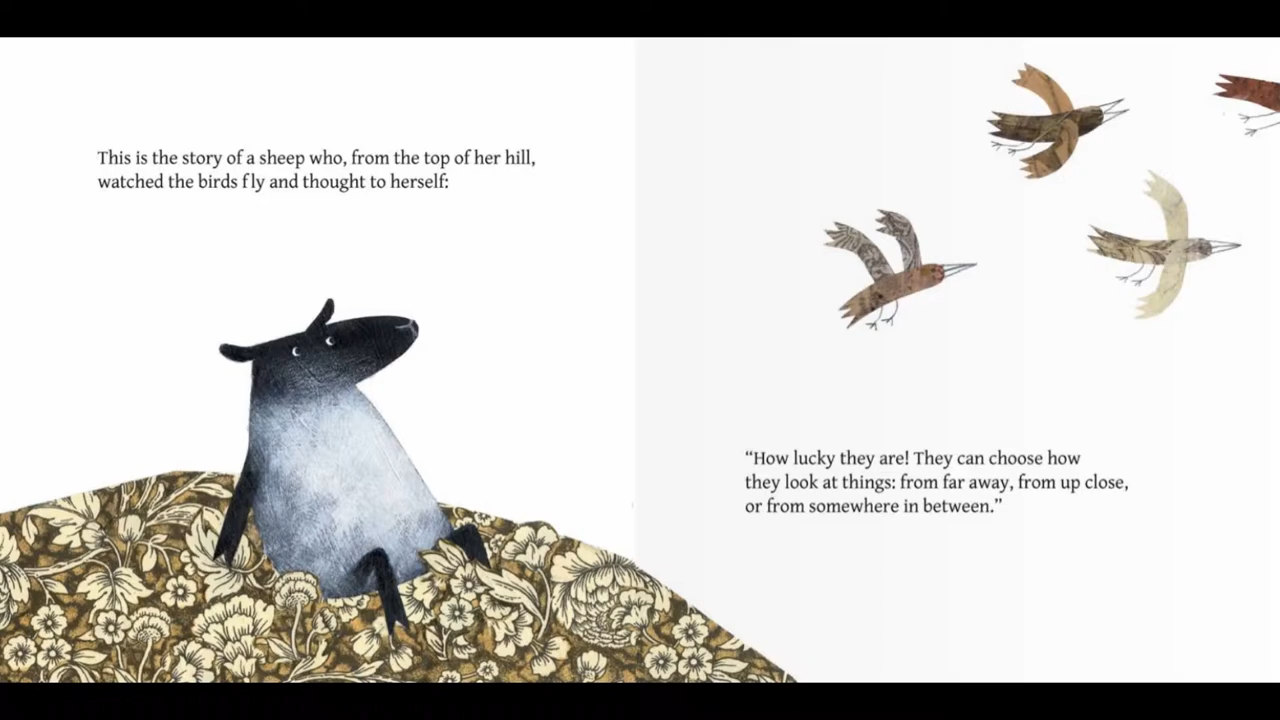 This is the story of a sheep who, from the top of her hill,
watched the birds fly and thought to herself:
“How lucky they are! They can choose how
they look at things: from far away, from up close,
or from somewhere in between.”